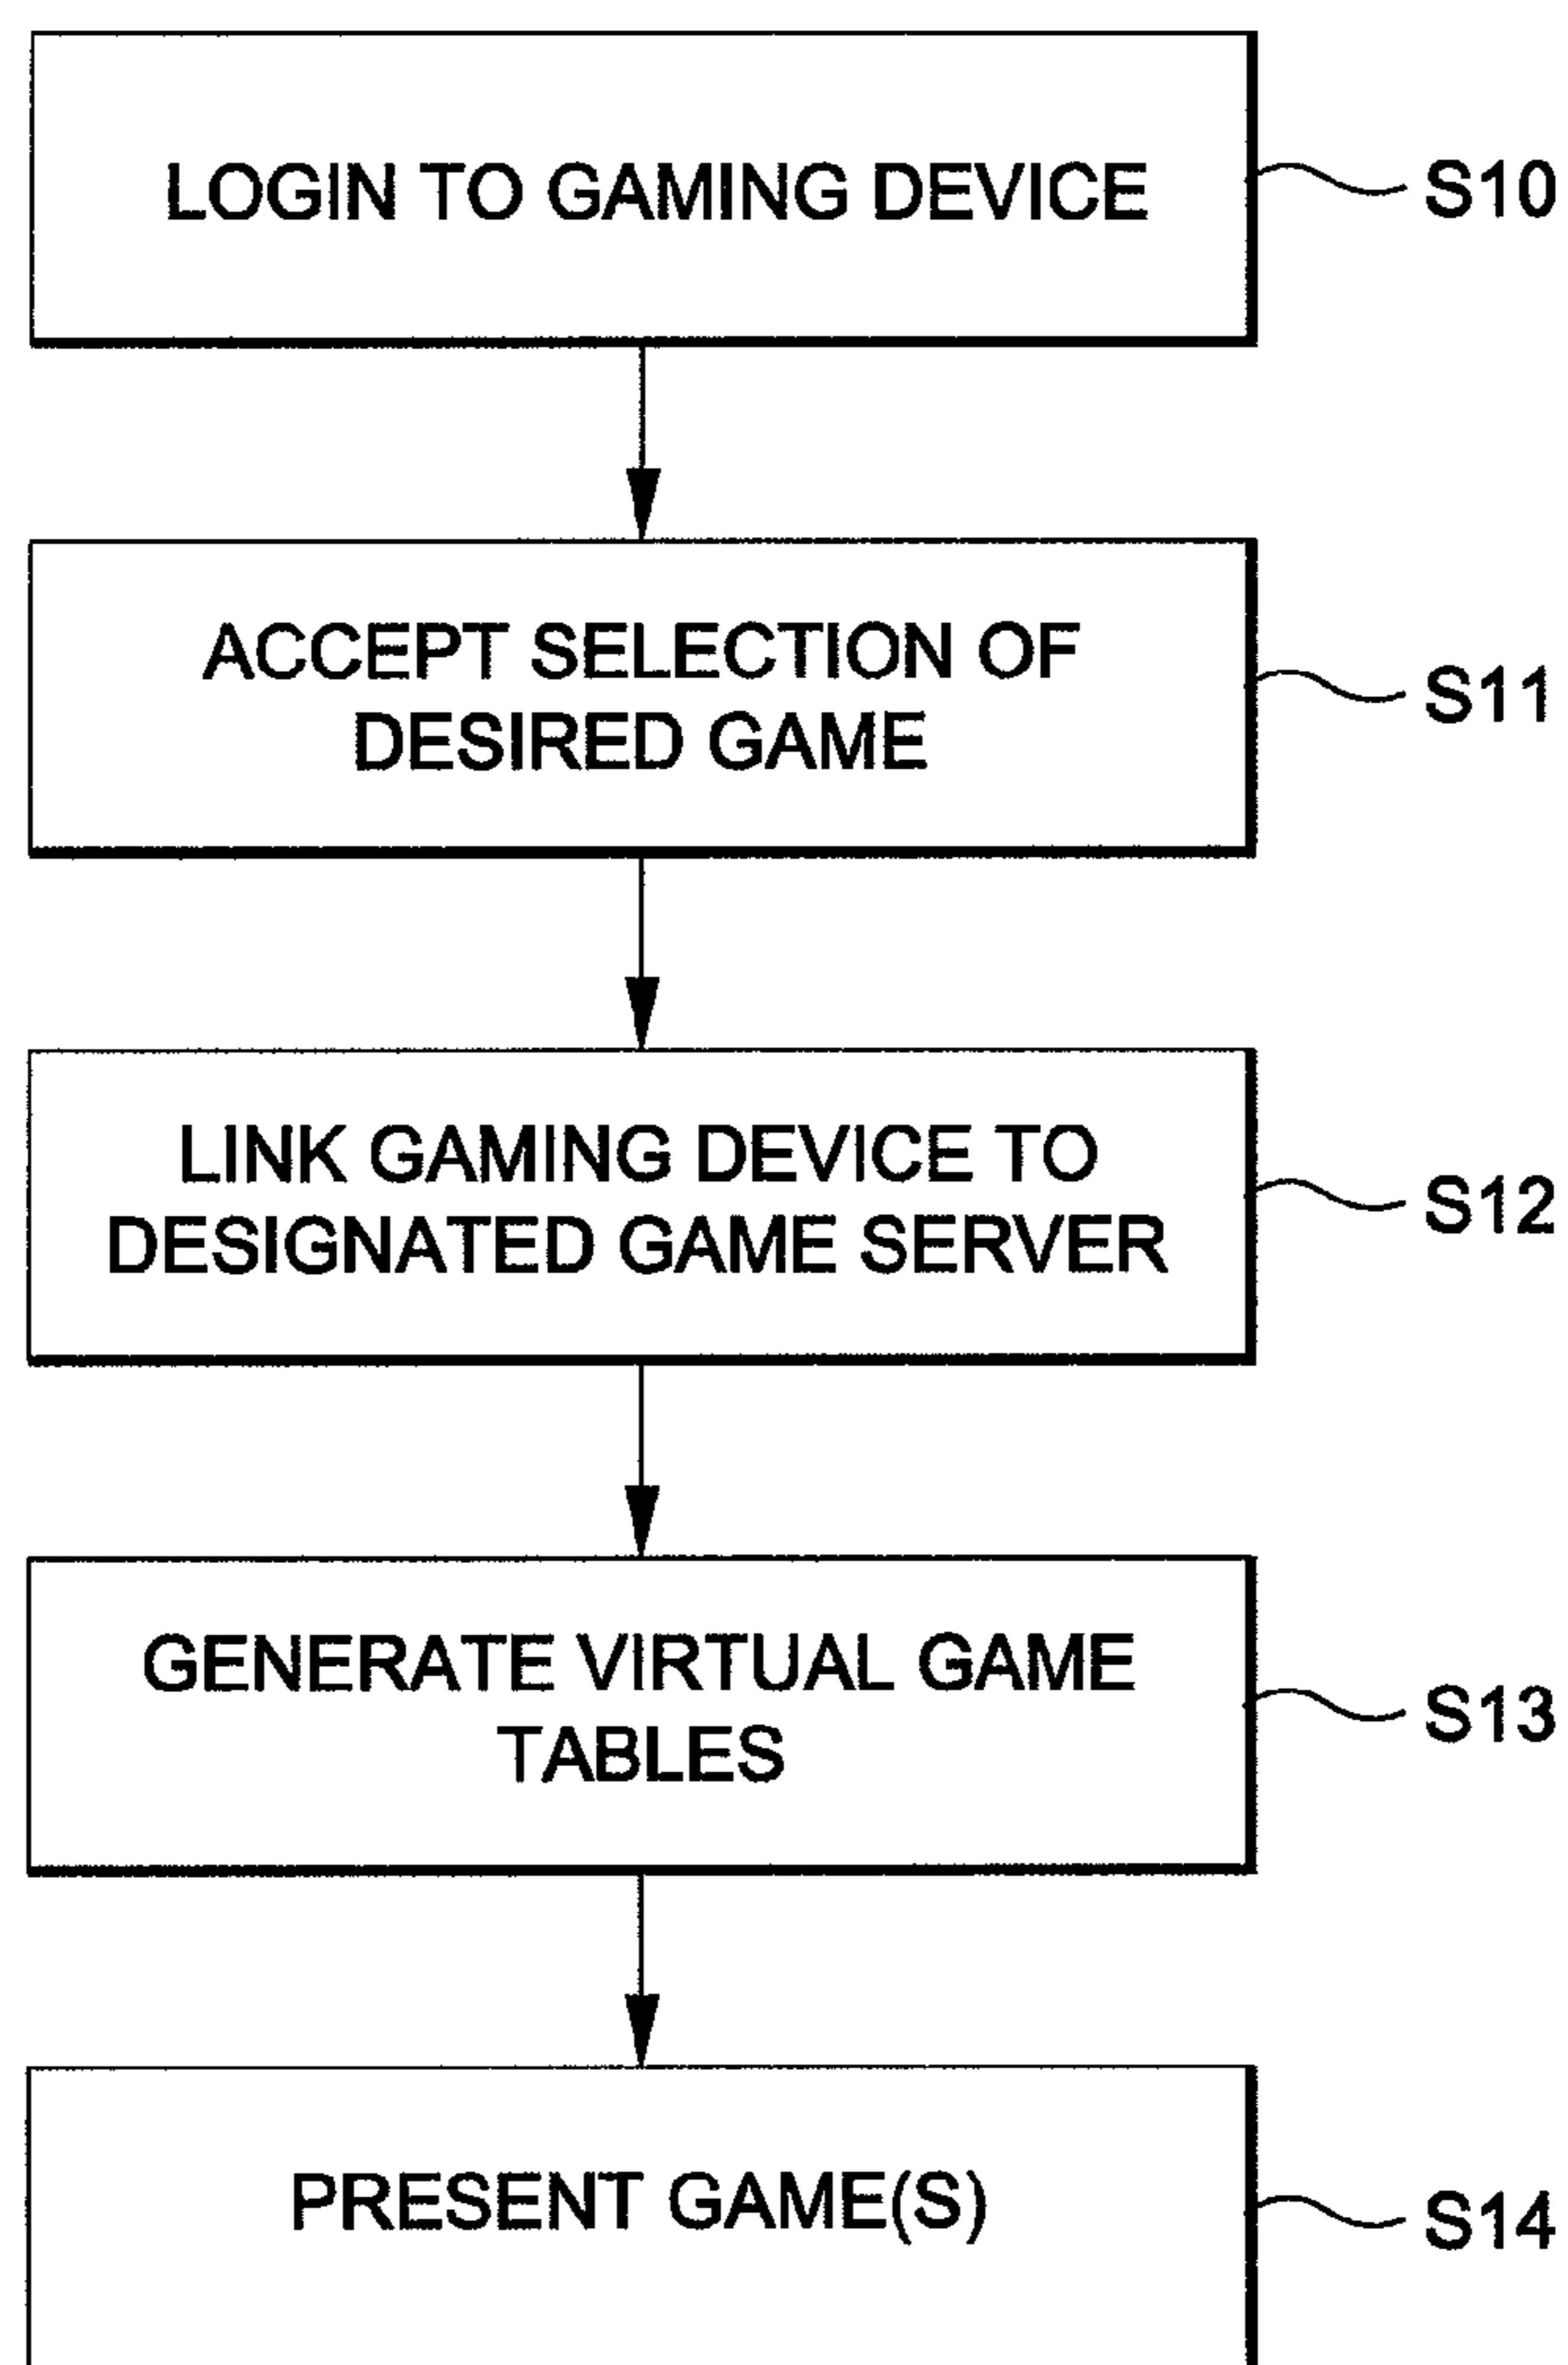 LOGIN TO GAMING DEVICE
S10
ACCEPT SELECTION OF
DESIRED GAME
S11
LINK GAMING DEVICE TO
DESIGNATED GAME SERVER
S12
GENERATE VIRTUAL GAME
TABLES
S13
PRESENT GAME(S)
S14